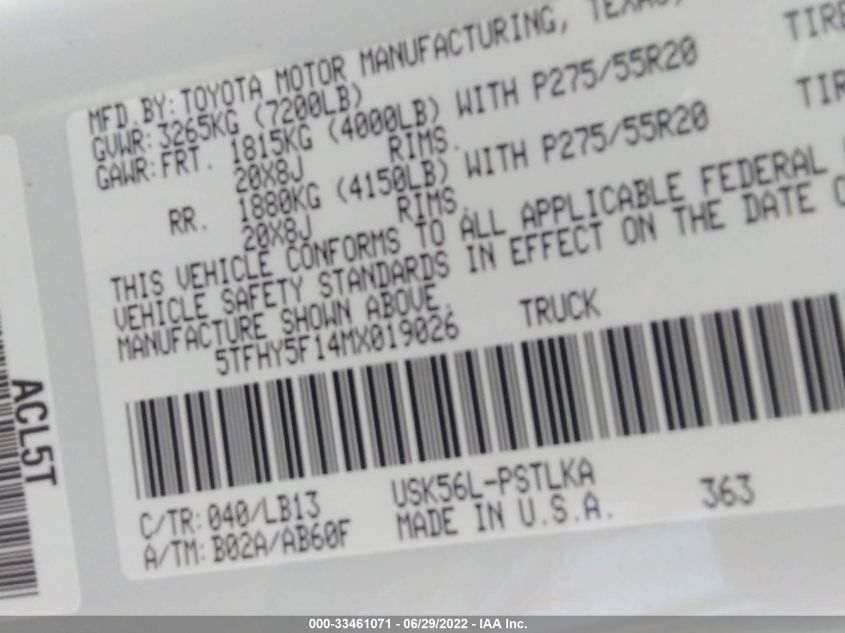 MFD. BY: TOYOTA MOTOR MANUFACTURING, TEXAS,
GVWR: 3265KG (7200LB)
GAWR: FRT. 1815KG (4000LB) WITH P275/55R20 TIRE
20X8J RIMS.
RR. 1880KG (4150LB) WITH P275/55R20 TIR
20X8J RIMS.
THIS VEHICLE CONFORMS TO ALL APPLICABLE FEDERAL
VEHICLE SAFETY STANDARDS IN EFFECT ON THE DATE O
MANUFACTURE SHOWN ABOVE.
5TFHY5F14MX019026 TRUCK
C/TR: 040/LB13 USK56L-PSTLKA 363
A/TM: B02A/AB60F MADE IN U.S.A.
ACL5T
000-33461071 - 06/29/2022 - IAA Inc.